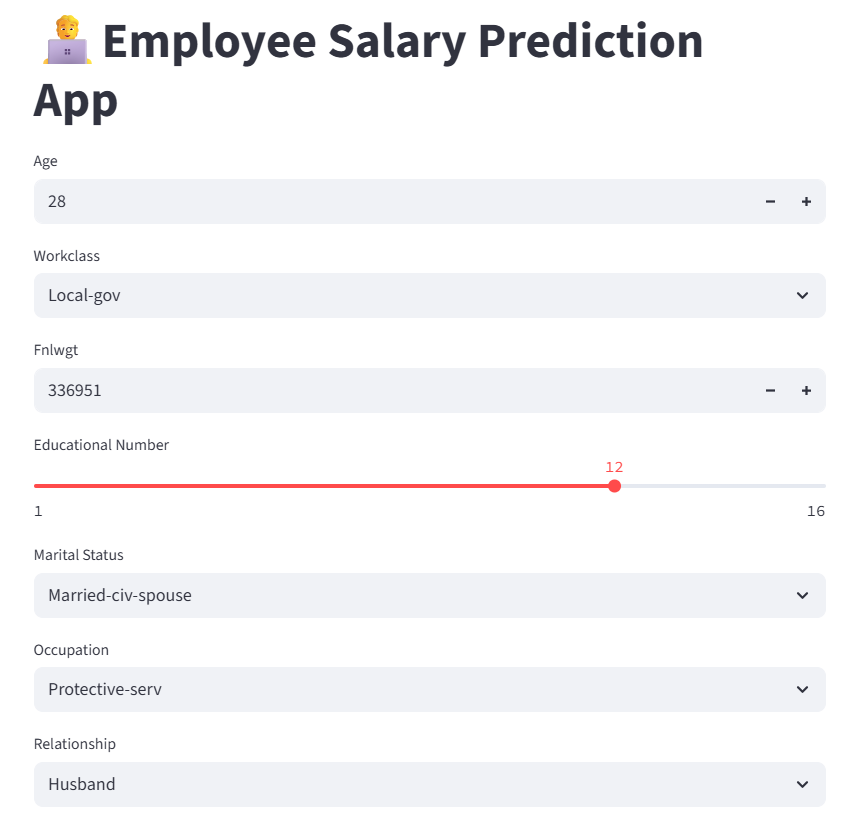 Employee Salary Prediction
App
Age
28
Workclass
Local-gov
Fnlwgt
336951
Educational Number
12
1 16
Marital Status
Married-civ-spouse
Occupation
Protective-serv
Relationship
Husband